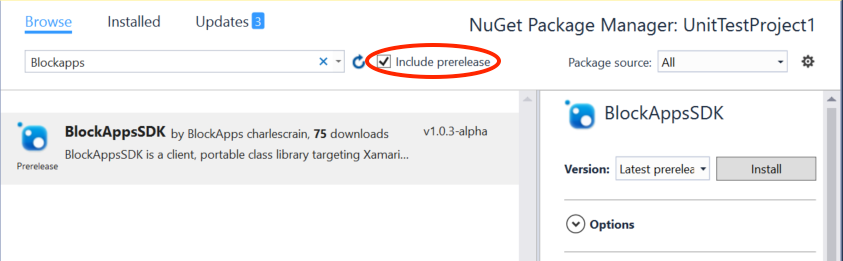 Browse Installed Updates 3 NuGet Package Manager: UnitTestProject1
Blockapps Include prerelease Package source: All
BlockAppsSDK by BlockApps charlescrain, 75 downloads v1.0.3-alpha
BlockAppsSDK is a client, portable class library targeting Xamari...
Prerelease
BlockAppsSDK
Version: Latest prerelea Install
Options